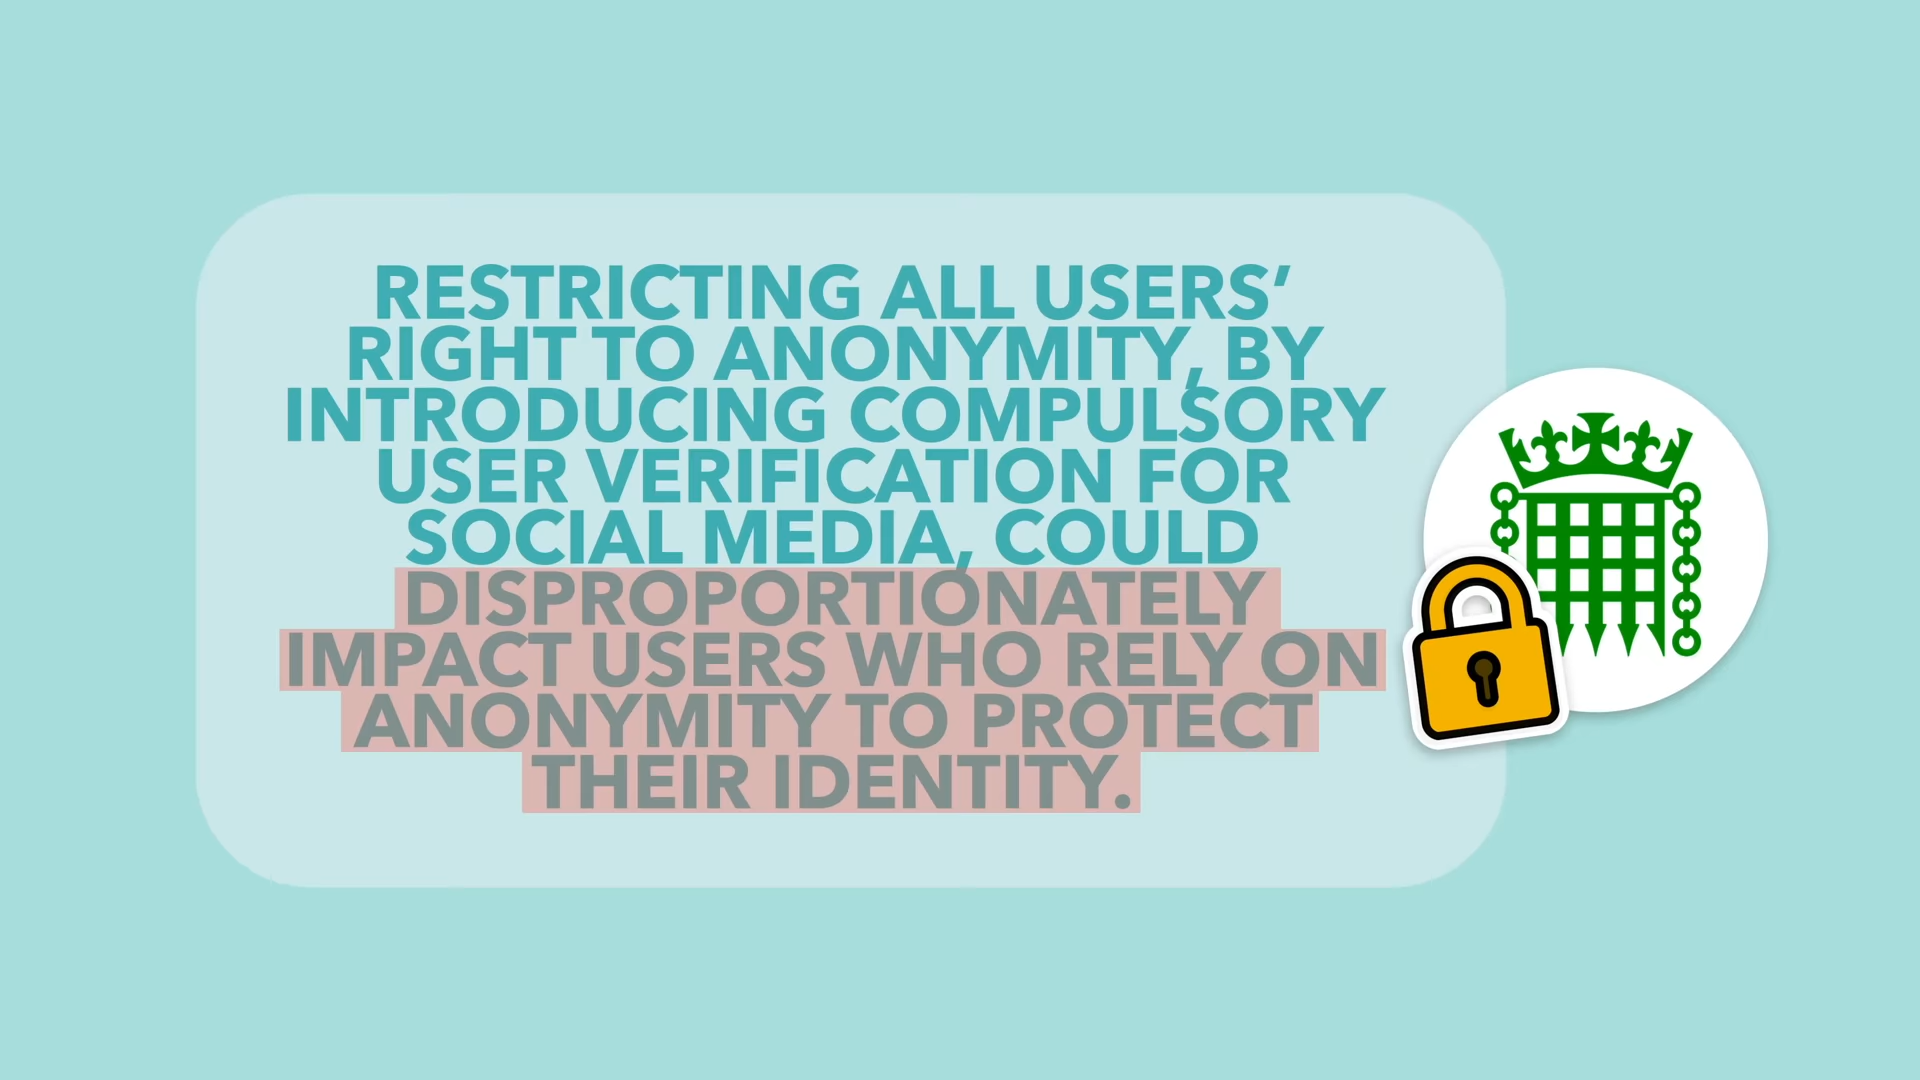 RESTRICTING ALL USERS’
RIGHT TO ANONYMITY, BY
INTRODUCING COMPULSORY
USER VERIFICATION FOR
SOCIAL MEDIA, COULD
DISPROPORTIONATELY
IMPACT USERS WHO RELY ON
ANONYMITY TO PROTECT
THEIR IDENTITY.